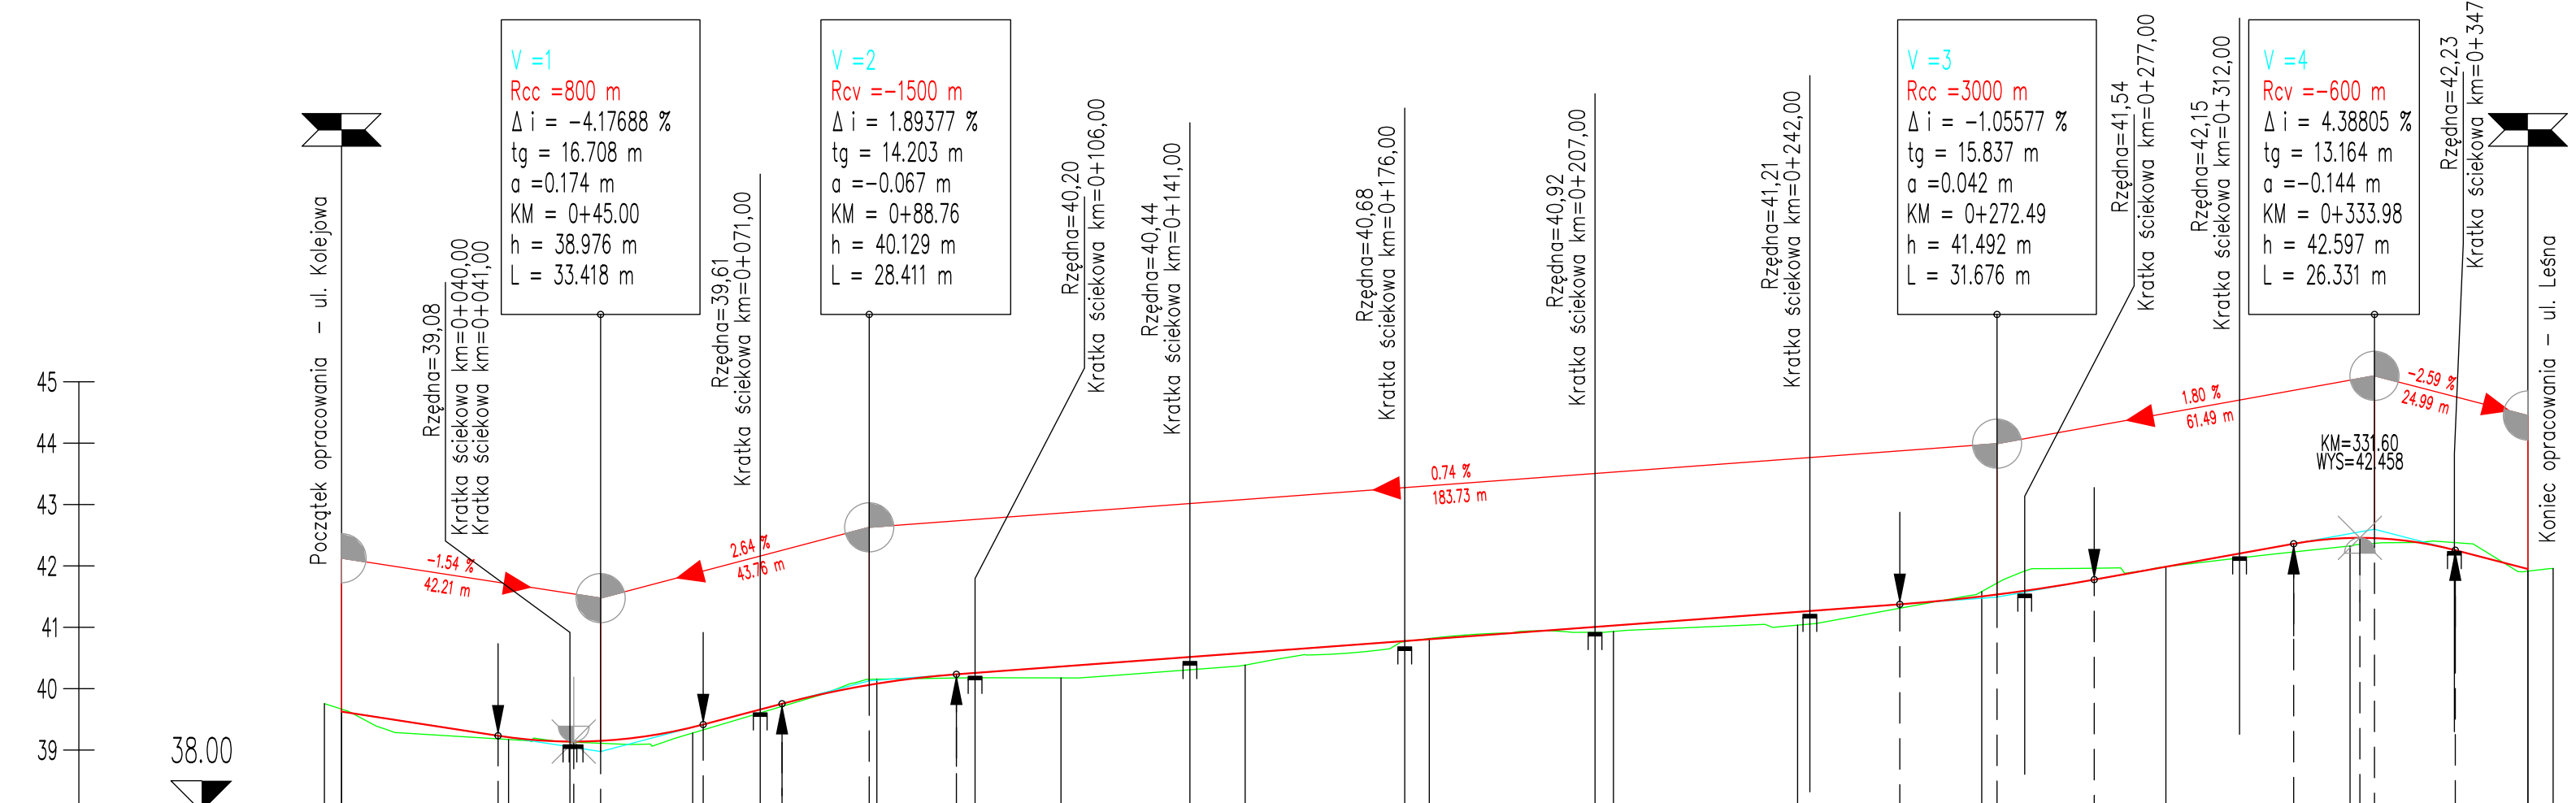 V =1
Rcc =800 m
Δ i = -4.17688 %
tg = 16.708 m
a =0.174 m
KM = 0+45.00
h = 38.976 m
L = 33.418 m
V =2
Rcv =-1500 m
Δ i = 1.89377 %
tg = 14.203 m
a =-0.067 m
KM = 0+88.76
h = 40.129 m
L = 28.411 m
V =3
Rcc =3000 m
Δ i = -1.05577 %
tg = 15.837 m
a =0.042 m
KM = 0+272.49
h = 41.492 m
L = 31.676 m
V =4
Rcv =-600 m
Δ i = 4.38805 %
tg = 13.164 m
a =-0.144 m
KM = 0+333.98
h = 42.597 m
L = 26.331 m
Początek opracowania - ul. Kolejowa
Rzędna=39,08
Kratka ściekowa km=0+040,00
Kratka ściekowa km=0+041,00
Rzędna=39,61
Kratka ściekowa km=0+071,00
Rzędna=40,20
Kratka ściekowa km=0+106,00
Rzędna=40,44
Kratka ściekowa km=0+141,00
Rzędna=40,68
Kratka ściekowa km=0+176,00
Rzędna=40,92
Kratka ściekowa km=0+207,00
Rzędna=41,21
Kratka ściekowa km=0+242,00
Rzędna=41,54
Kratka ściekowa km=0+277,00
Rzędna=42,15
Kratka ściekowa km=0+312,00
Rzędna=42,23
Kratka ściekowa km=0+347
Koniec opracowania - ul. Leśna
45
44
43
42
41
40
39
38.00
-1.54 %
42.21 m
2.64 %
43.76 m
0.74 %
183.73 m
1.80 %
61.49 m
-2.59 %
24.99 m
KM=331.60
WYS=42.458